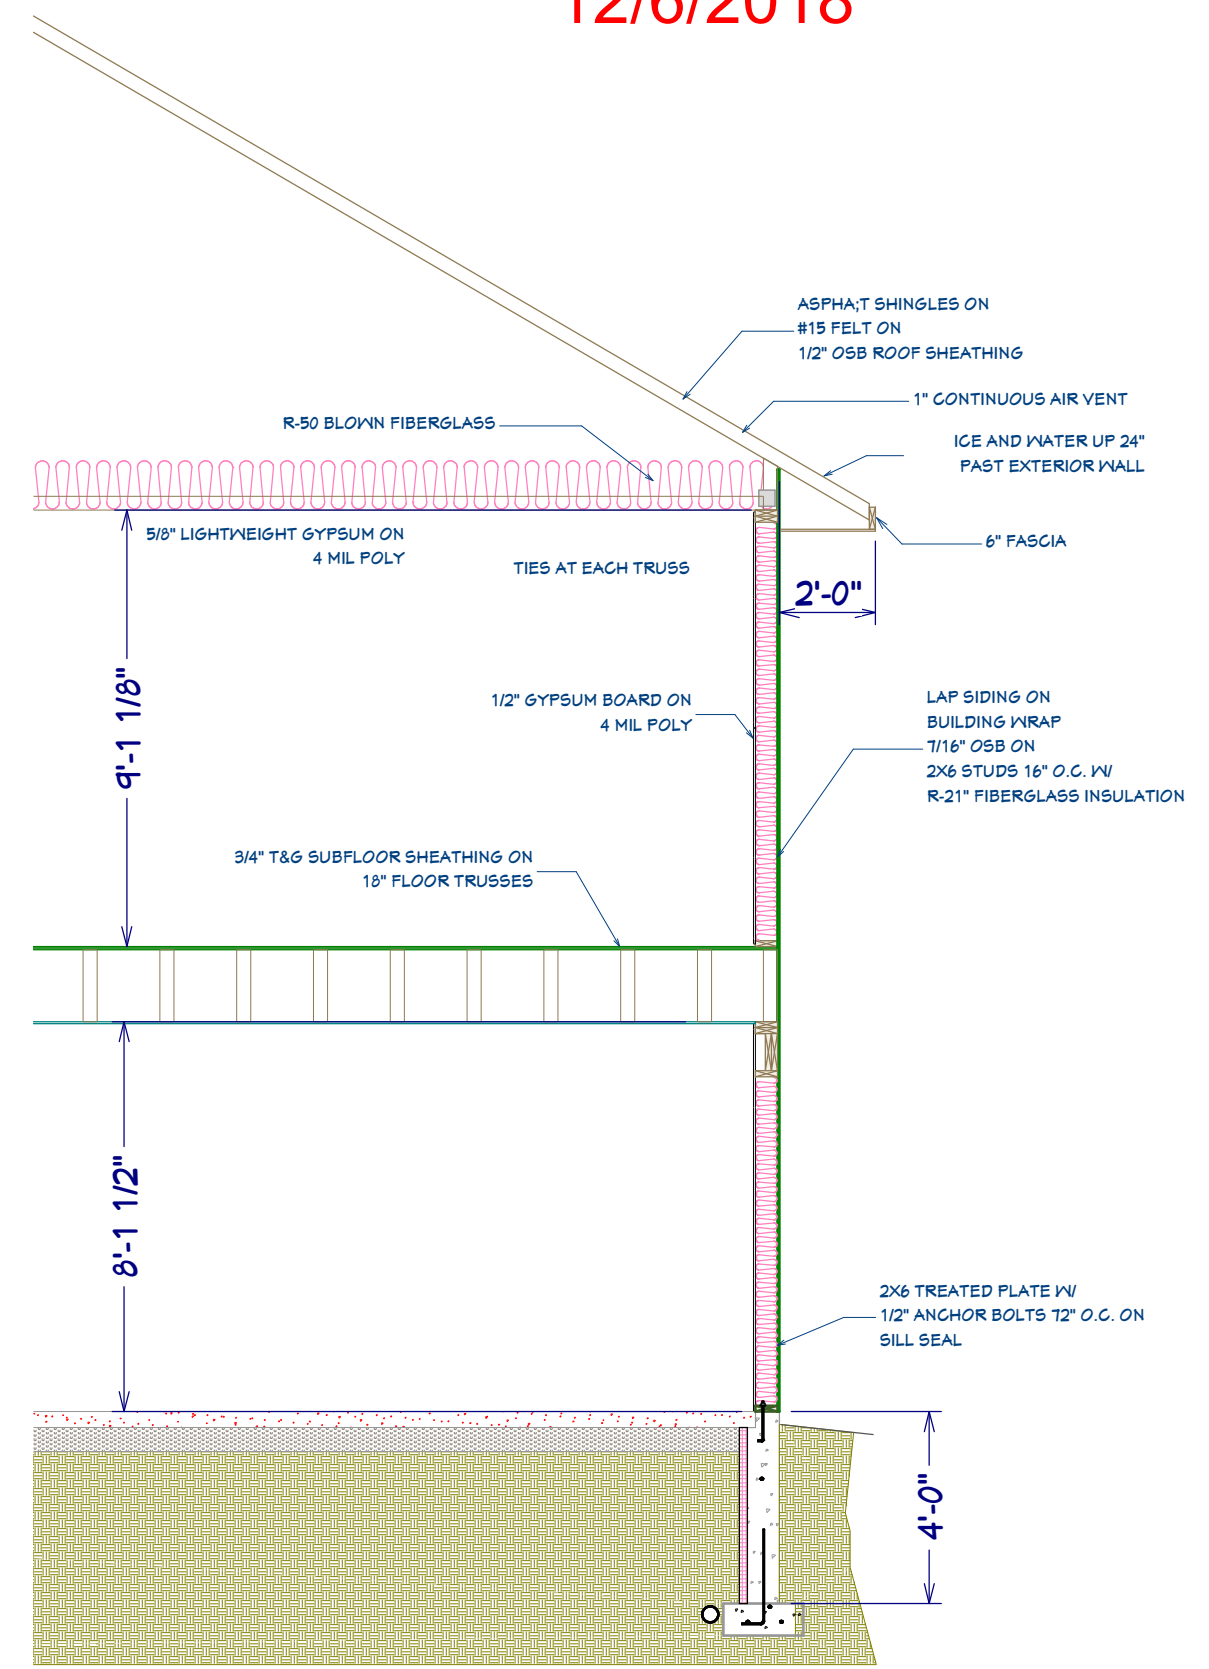 12/6/2018
ASPHA;T SHINGLES ON
#15 FELT ON
1/2" OSB ROOF SHEATHING
1" CONTINUOUS AIR VENT
R-50 BLOWN FIBERGLASS
ICE AND WATER UP 24"
PAST EXTERIOR WALL
5/8" LIGHTWEIGHT GYPSUM ON
4 MIL POLY
6" FASCIA
TIES AT EACH TRUSS
2'-0"
9'-1 1/8"
1/2" GYPSUM BOARD ON
4 MIL POLY
LAP SIDING ON
BUILDING WRAP
7/16" OSB ON
2X6 STUDS 16" O.C. W/
R-21" FIBERGLASS INSULATION
3/4" T&G SUBFLOOR SHEATHING ON
18" FLOOR TRUSSES
8'-1 1/2"
2X6 TREATED PLATE W/
1/2" ANCHOR BOLTS 72" O.C. ON
SILL SEAL
4'-0"